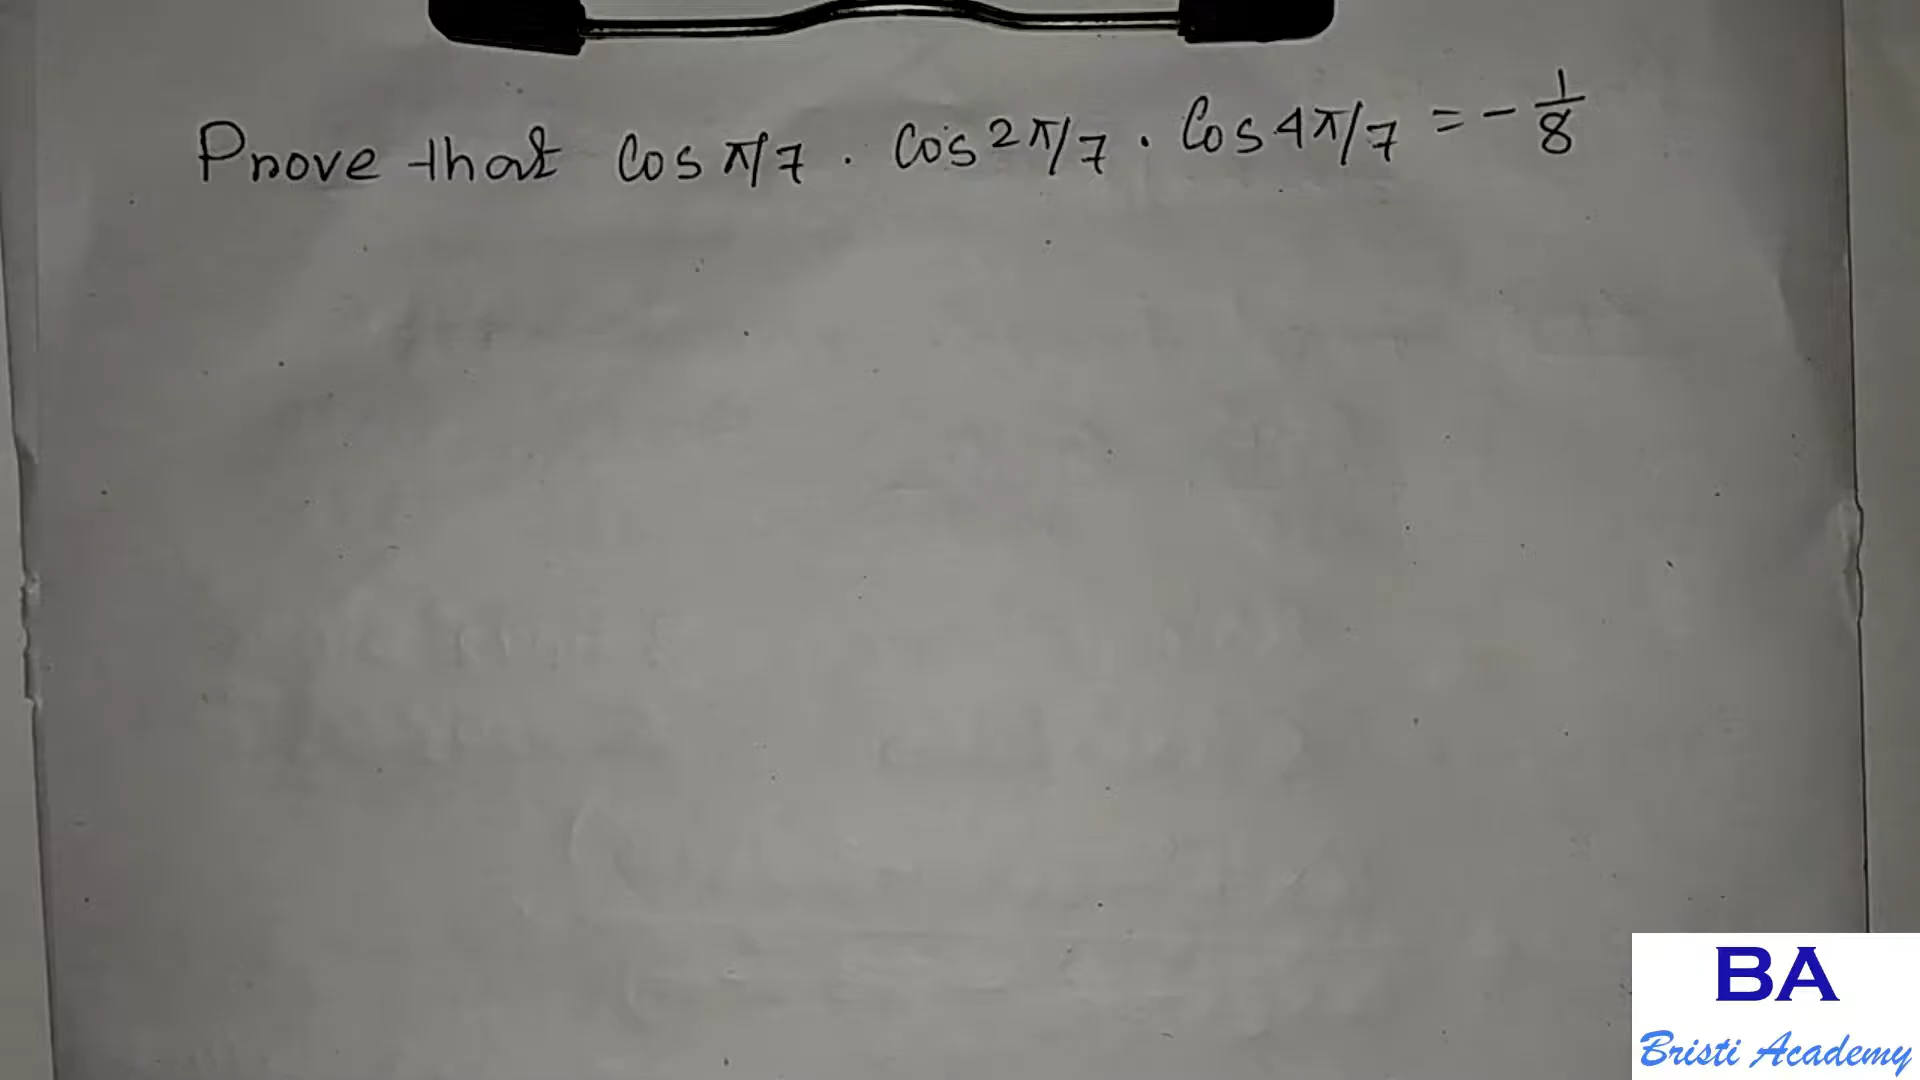 Prove that Cos π/7 . Cos 2π/7 . Cos 4π/7 = - 1/8
BA
Bristi Academy